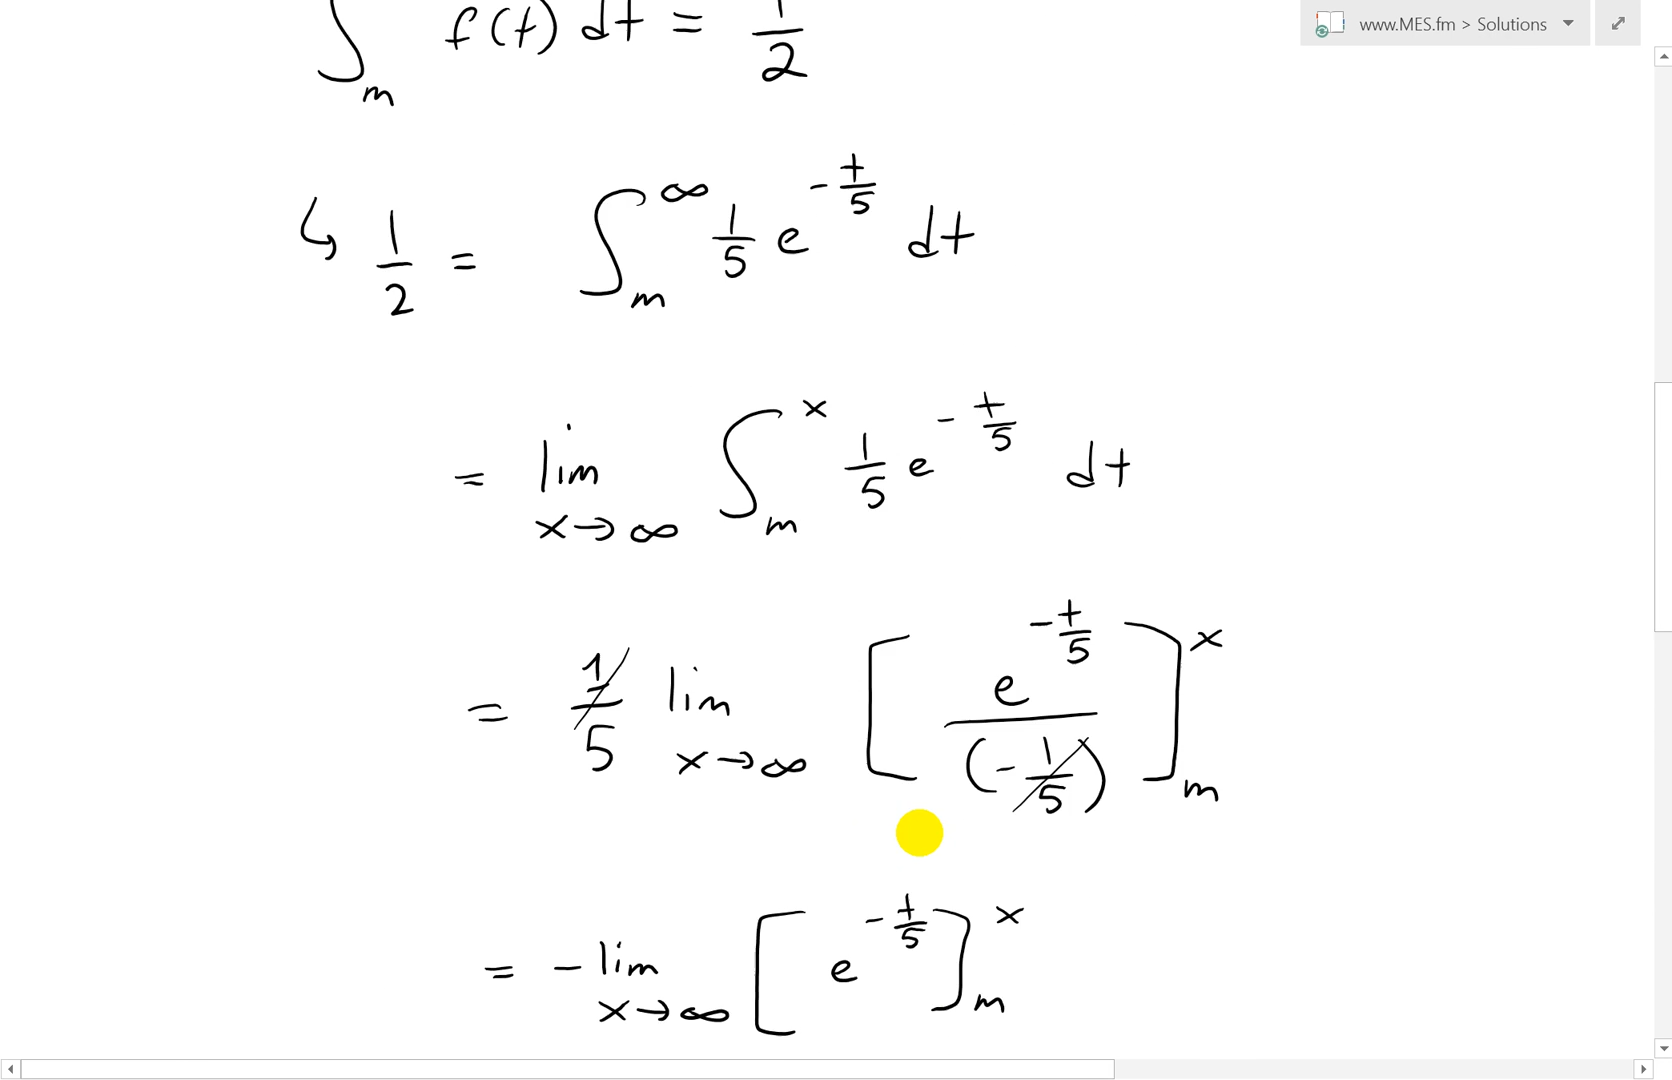 www.MES.fm > Solutions
∫_m f(t) dt = 1/2
↳ 1/2 = ∫_m^∞ 1/5 e^(-t/5) dt
= lim_(x→∞) ∫_m^x 1/5 e^(-t/5) dt
= 1/5 lim_(x→∞) [ e^(-t/5) / (-1/5) ]_m^x
= - lim_(x→∞) [ e^(-t/5) ]_m^x